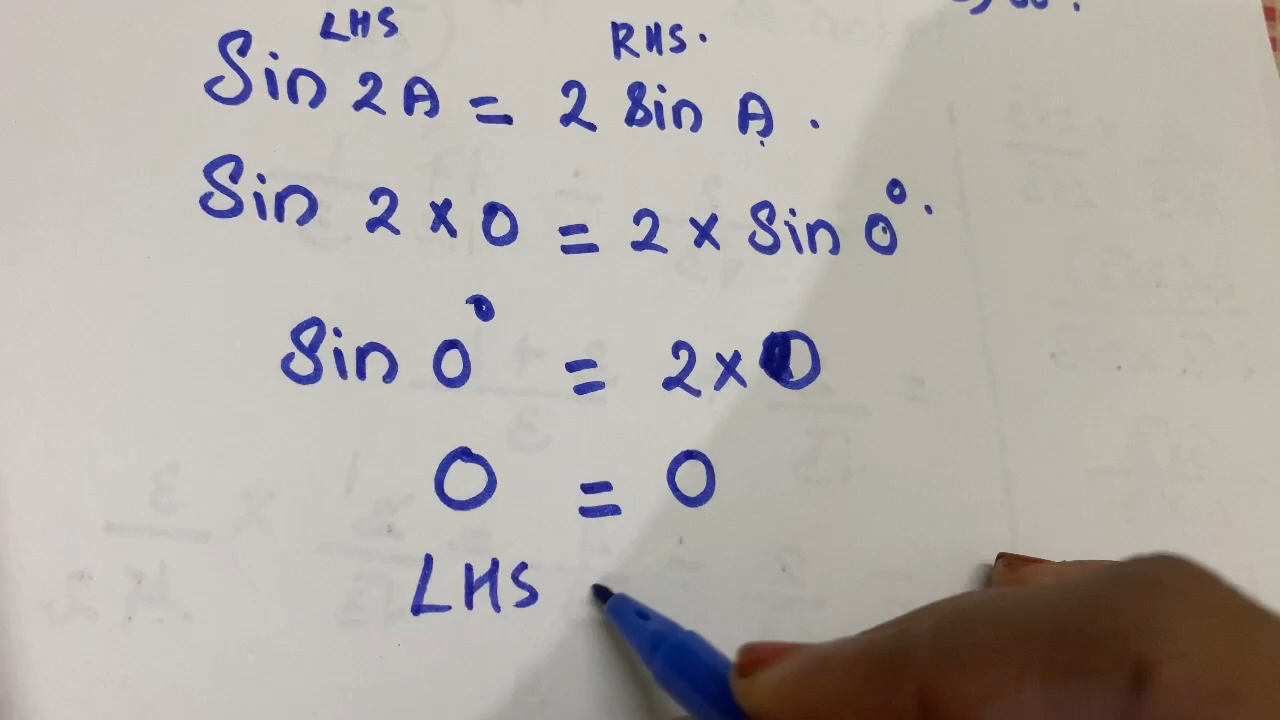 LHS RHS.
Sin 2A = 2 Sin A.
Sin 2 × 0 = 2 × Sin 0°.
Sin 0° = 2×0
0 = 0
LHS